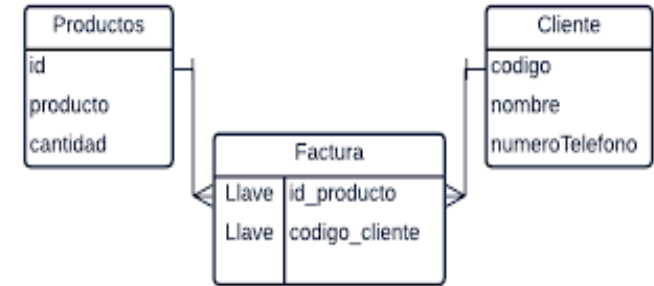 Productos
id
producto
cantidad
Cliente
codigo
nombre
numeroTelefono
Factura
Llave id_producto
Llave codigo_cliente